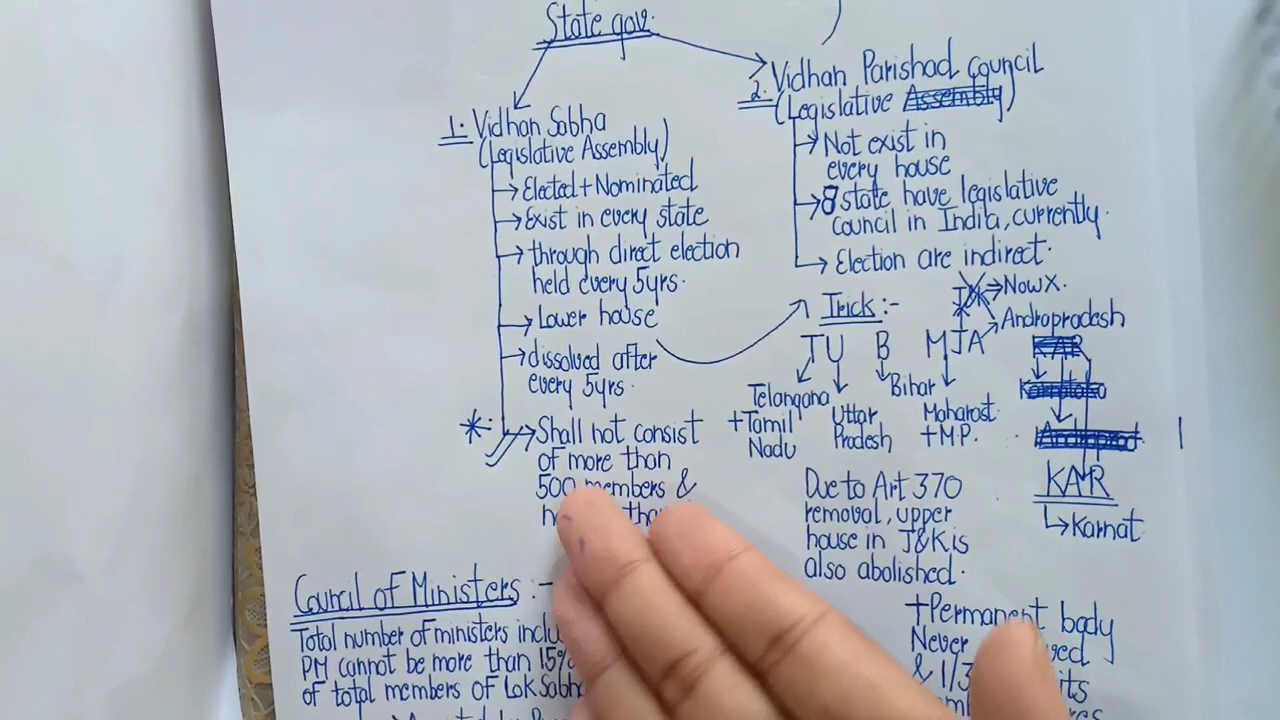 State gov.
1. Vidhan Sabha
(Legislative Assembly)
Elected + Nominated
Exist in every state
through direct election
held every 5yrs.
Lower house
dissolved after
every 5yrs.
*: Shall not consist
of more than
500 members &
Council of Ministers :-
Total number of ministers
PM cannot be more than 15%
of total members of Lok Sabha
2. Vidhan Parishad council
(Legislative Assembly)
Not exist in
every house
8 state have legislative
council in India, currently.
Election are indirect.
Trick :-
Now X.
Andropradesh
TU B MJA
KAR
Telangana
+Tamil
Nadu
Uttar
Pradesh
Bihar
Maharast.
+M.P.
KAR
Karnat
Due to Art 370
removal, upper
house in J&K is
also abolished.
+Permanent body
Never
& 1/3